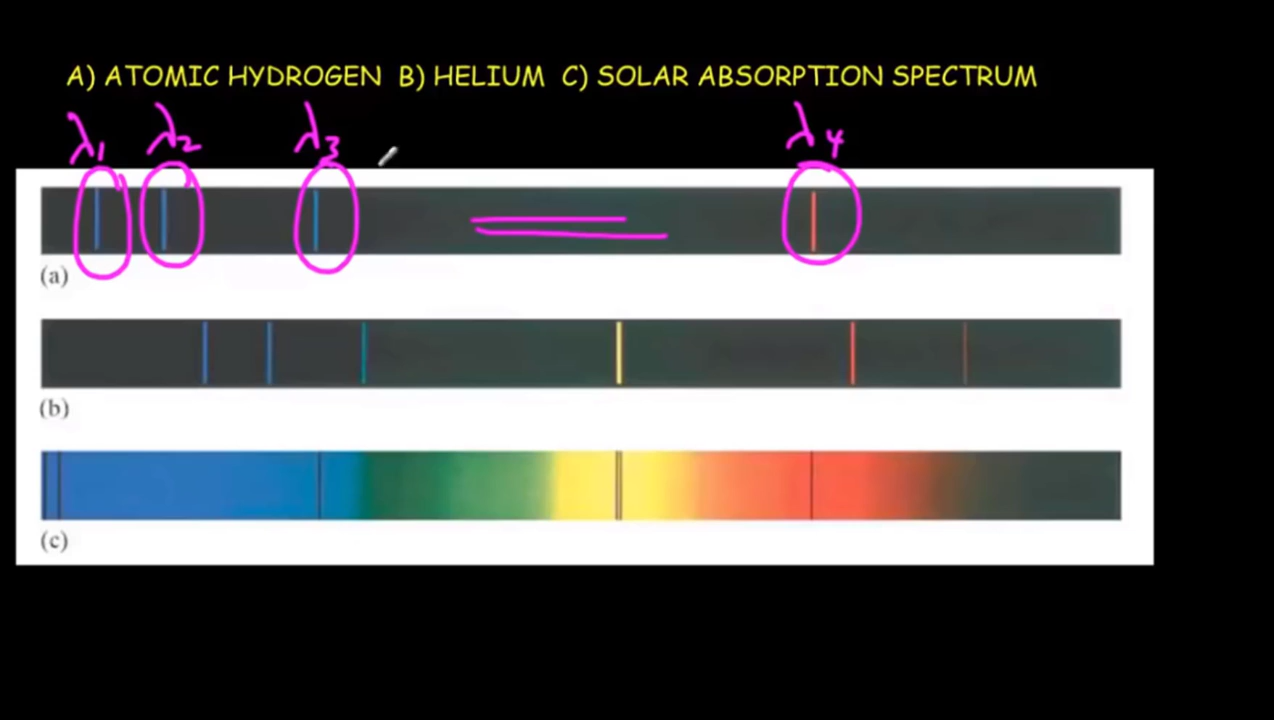 A) ATOMIC HYDROGEN B) HELIUM C) SOLAR ABSORPTION SPECTRUM
λ1 λ2 λ3 λ4
(a)
(b)
(c)